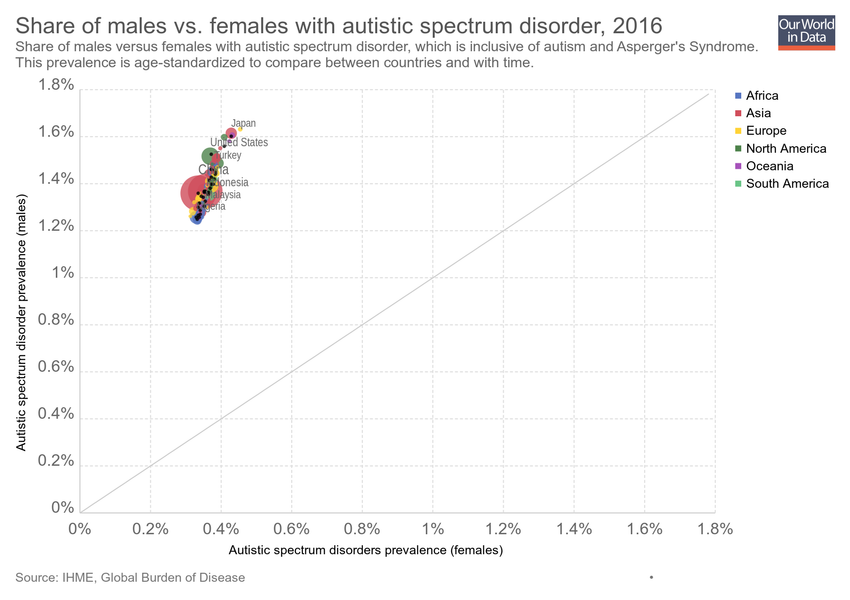 Share of males vs. females with autistic spectrum disorder, 2016
Our World
in Data
Share of males versus females with autistic spectrum disorder, which is inclusive of autism and Asperger's Syndrome.
This prevalence is age-standardized to compare between countries and with time.
1.8%
1.6%
1.4%
1.2%
1%
0.8%
0.6%
0.4%
0.2%
0%
Autistic spectrum disorder prevalence (males)
Japan
United States
Turkey
China
Indonesia
Malaysia
Africa
Asia
Europe
North America
Oceania
South America
0%
0.2%
0.4%
0.6%
0.8%
1%
1.2%
1.4%
1.6%
1.8%
Autistic spectrum disorders prevalence (females)
Source: IHME, Global Burden of Disease